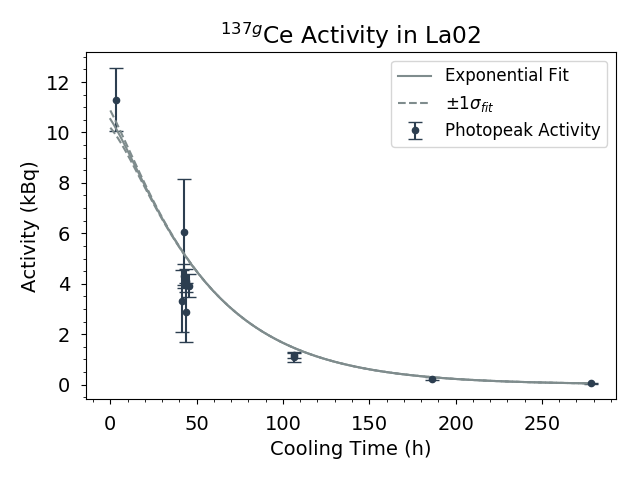 ¹³⁷ᵍCe Activity in La02
Exponential Fit
±1σ_fit
Photopeak Activity
Activity (kBq)
12
10
8
6
4
2
0
0 50 100 150 200 250
Cooling Time (h)